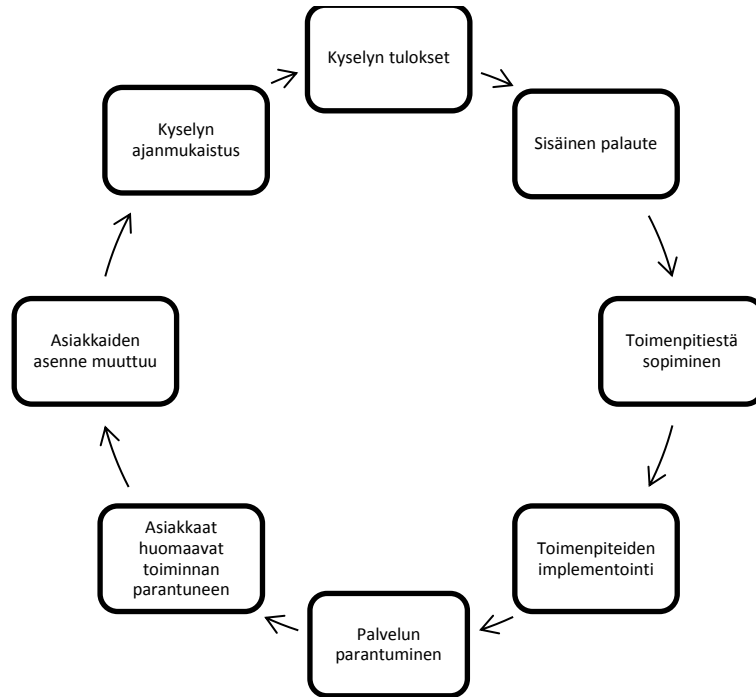 Kyselyn tulokset
Sisäinen palaute
Toimenpitiestä
sopiminen
Toimenpiteiden
implementointi
Palvelun
parantuminen
Asiakkaat
huomaavat
toiminnan
parantuneen
Asiakkaiden
asenne muuttuu
Kyselyn
ajanmukaistus